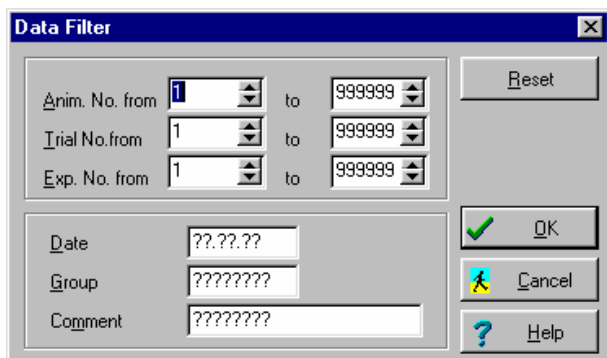 Data Filter
Anim. No. from 1 to 999999
Trial No.from 1 to 999999
Exp. No. from 1 to 999999
Reset
Date ??.??.??
Group ????????
Comment ????????
OK
Cancel
? Help